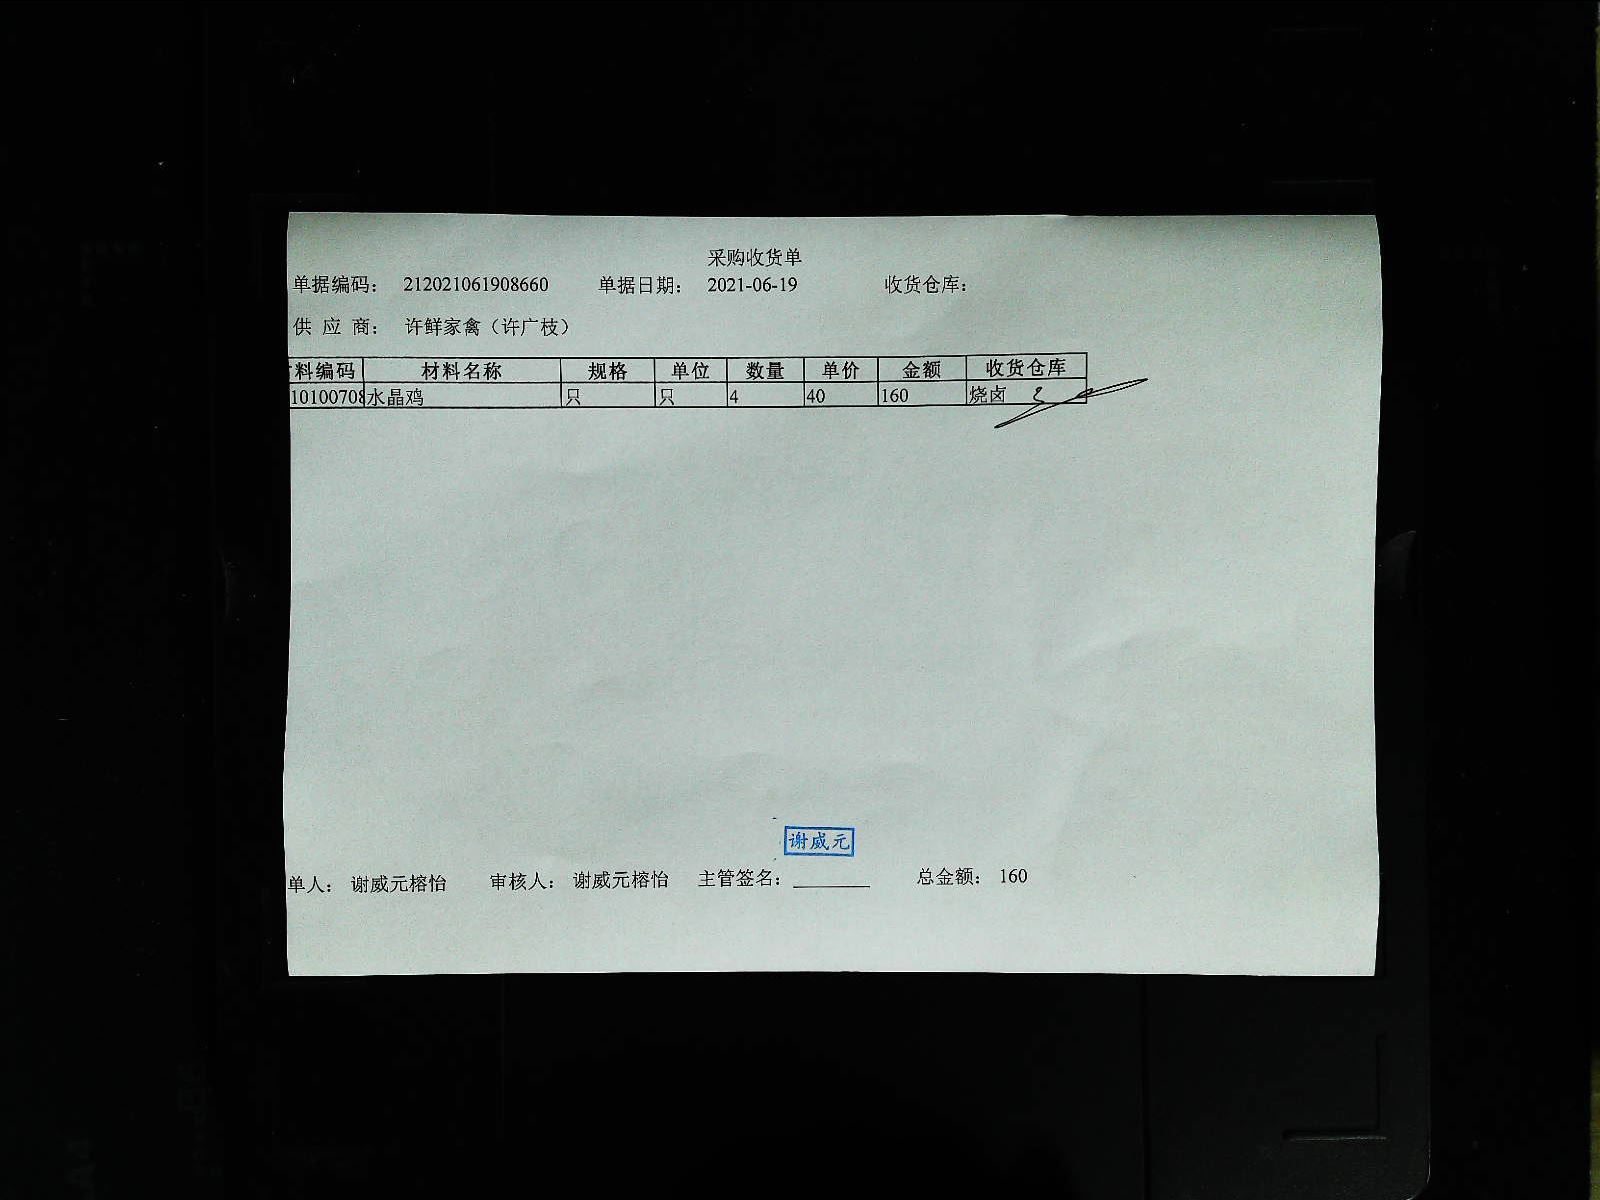 采购收货单
单据编码： 212021061908660 单据日期： 2021-06-19 收货仓库：
供 应 商： 许鲜家禽（许广枝）
料编码 材料名称 规格 单位 数量 单价 金额 收货仓库
10100708 水晶鸡 只 只 4 40 160 烧卤
谢威元
单人： 谢威元榕怡 审核人： 谢威元榕怡 主管签名： ________ 总金额： 160